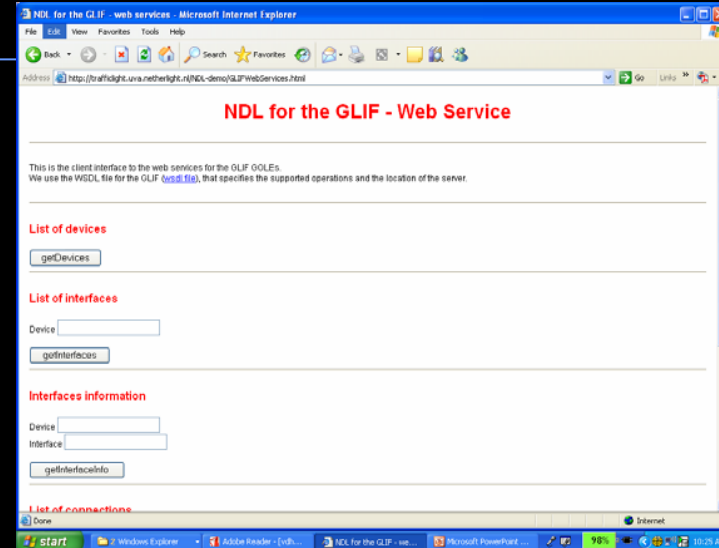 NDL for the GLIF - web services - Microsoft Internet Explorer
File Edit View Favorites Tools Help
Back Search Favorites
Address http://trafficlight.uva.netherlight.nl/NDL-demo/GLIFWebServices.html Go Links »
NDL for the GLIF - Web Service
This is the client interface to the web services for the GLIF GOLEs.
We use the WSDL file for the GLIF (wsdl file), that specifies the supported operations and the location of the server.
List of devices
getDevices
List of interfaces
Device
getInterfaces
Interfaces information
Device
Interface
getInterfaceInfo
List of connections
Done Internet
start 2 Windows Explorer Adobe Reader - [vdh... NDL for the GLIF - we... Microsoft PowerPoint ... 98% 10:25 A